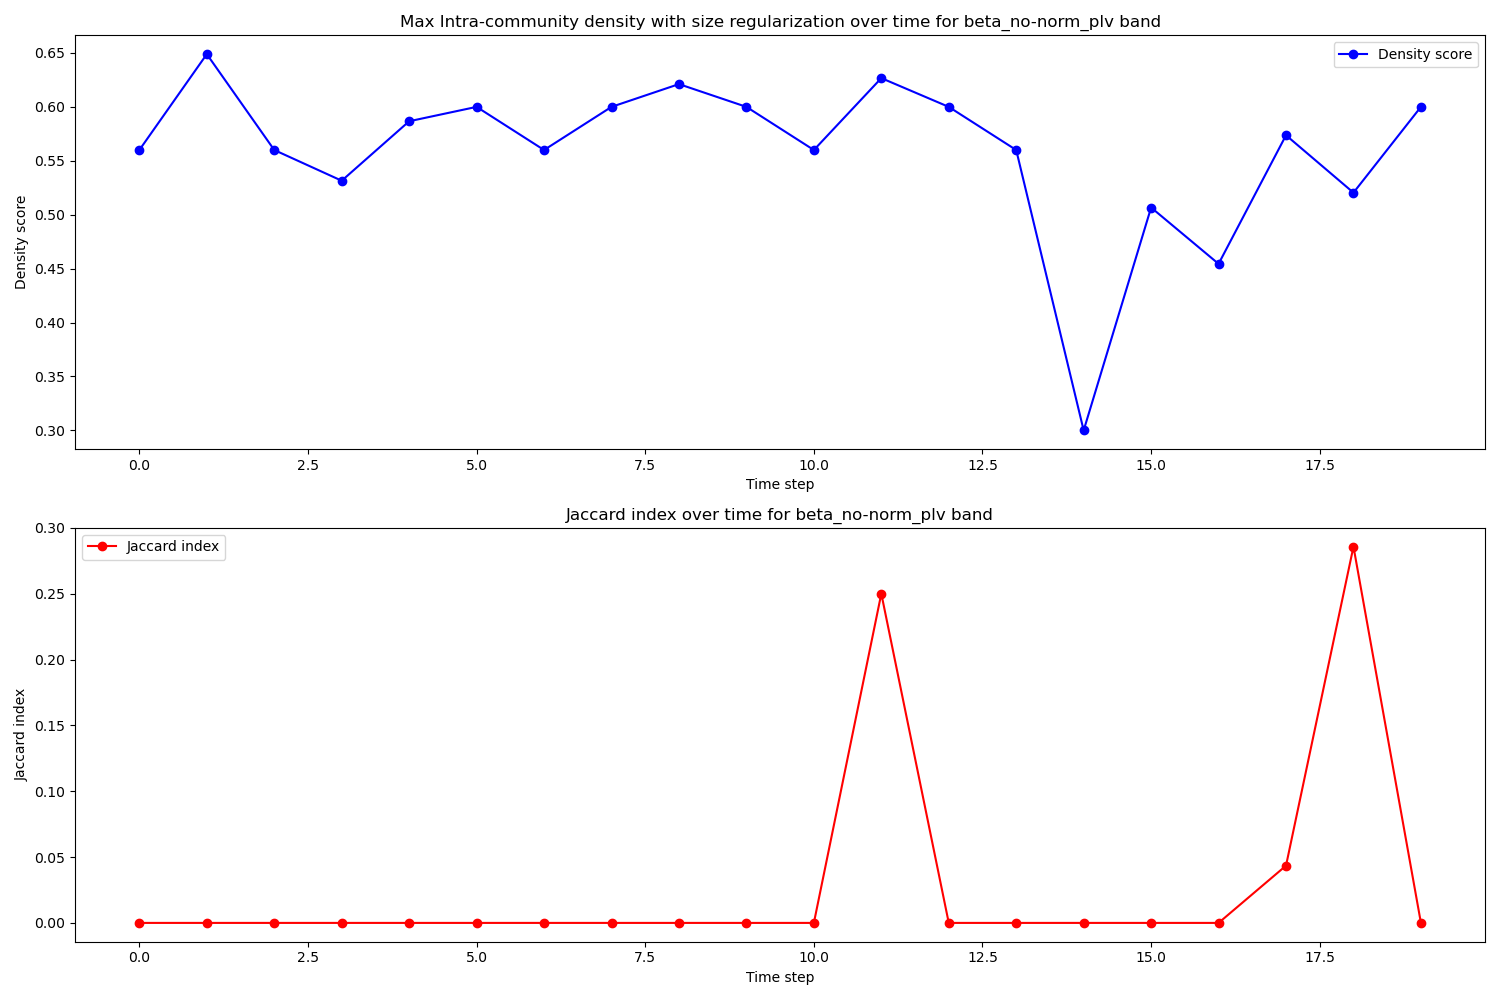 Max Intra-community density with size regularization over time for beta_no-norm_plv band
Density score
0.65
0.60
0.55
0.50
0.45
0.40
0.35
0.30
Density score
0.0 2.5 5.0 7.5 10.0 12.5 15.0 17.5
Time step
Jaccard index over time for beta_no-norm_plv band
Jaccard index
0.30
0.25
0.20
0.15
0.10
0.05
0.00
Jaccard index
0.0 2.5 5.0 7.5 10.0 12.5 15.0 17.5
Time step